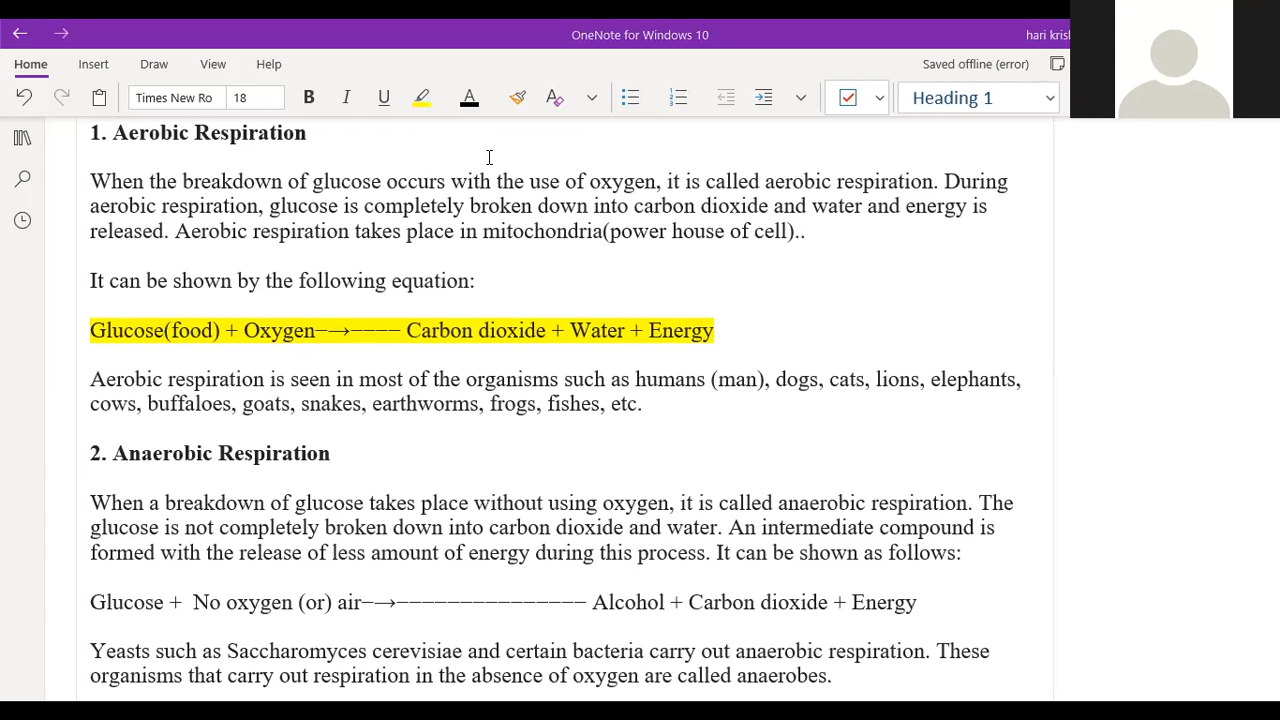 OneNote for Windows 10
hari krisl
Home Insert Draw View Help
Saved offline (error)
Times New Ro 18 B I U A Heading 1
1. Aerobic Respiration
When the breakdown of glucose occurs with the use of oxygen, it is called aerobic respiration. During
aerobic respiration, glucose is completely broken down into carbon dioxide and water and energy is
released. Aerobic respiration takes place in mitochondria(power house of cell)..
It can be shown by the following equation:
Glucose(food) + Oxygen−→−−−− Carbon dioxide + Water + Energy
Aerobic respiration is seen in most of the organisms such as humans (man), dogs, cats, lions, elephants,
cows, buffaloes, goats, snakes, earthworms, frogs, fishes, etc.
2. Anaerobic Respiration
When a breakdown of glucose takes place without using oxygen, it is called anaerobic respiration. The
glucose is not completely broken down into carbon dioxide and water. An intermediate compound is
formed with the release of less amount of energy during this process. It can be shown as follows:
Glucose +  No oxygen (or) air−→−−−−−−−−−−−−−−− Alcohol + Carbon dioxide + Energy
Yeasts such as Saccharomyces cerevisiae and certain bacteria carry out anaerobic respiration. These
organisms that carry out respiration in the absence of oxygen are called anaerobes.